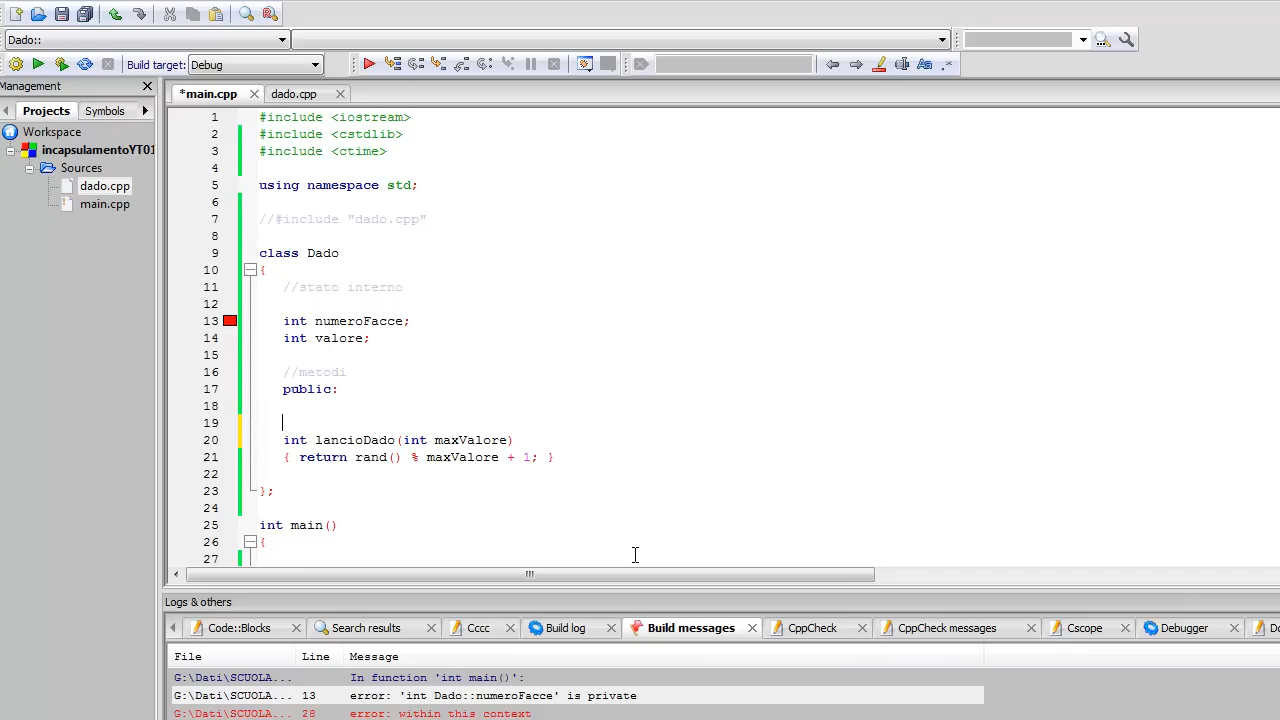 Dado::
Build target: Debug
Management
*main.cpp dado.cpp
Projects Symbols
Workspace
incapsulamentoYT01
Sources
dado.cpp
main.cpp
1 #include <iostream>
2 #include <cstdlib>
3 #include <ctime>
4
5 using namespace std;
6
7 //#include "dado.cpp"
8
9 class Dado
10 {
11 //stato interno
12
13 int numeroFacce;
14 int valore;
15
16 //metodi
17 public:
18
19
20 int lancioDado(int maxValore)
21 { return rand() % maxValore + 1; }
22
23 };
24
25 int main()
26 {
27
Logs & others
Code::Blocks Search results Cccc Build log Build messages CppCheck CppCheck messages Cscope Debugger Do
File Line Message
G:\Dati\SCUOLA... In function 'int main()':
G:\Dati\SCUOLA... 13 error: 'int Dado::numeroFacce' is private
G:\Dati\SCUOLA... 28 error: within this context